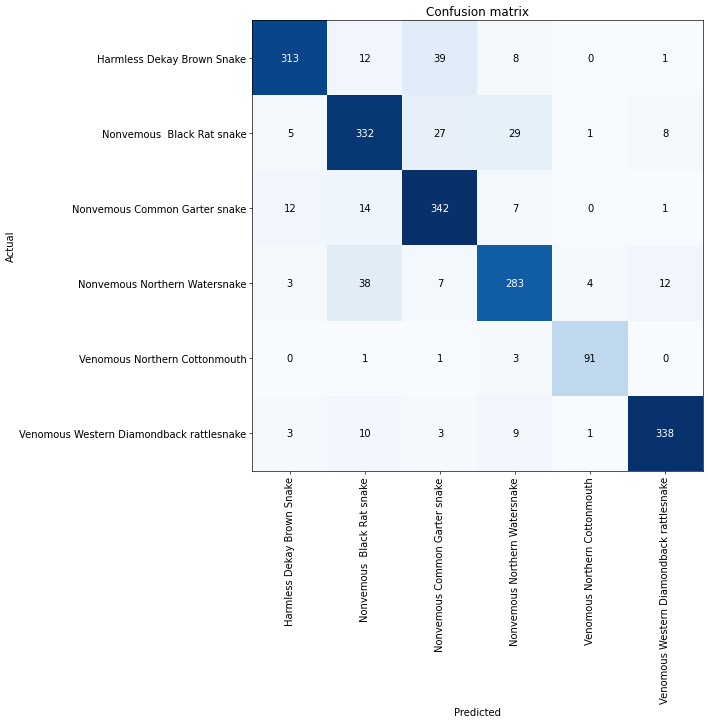 Confusion matrix
Harmless Dekay Brown Snake 313 12 39 8 0 1
Nonvemous  Black Rat snake 5 332 27 29 1 8
Nonvemous Common Garter snake 12 14 342 7 0 1
Actual
Nonvemous Northern Watersnake 3 38 7 283 4 12
Venomous Northern Cottonmouth 0 1 1 3 91 0
Venomous Western Diamondback rattlesnake 3 10 3 9 1 338
Harmless Dekay Brown Snake
Nonvemous  Black Rat snake
Nonvemous Common Garter snake
Nonvemous Northern Watersnake
Venomous Northern Cottonmouth
Venomous Western Diamondback rattlesnake
Predicted